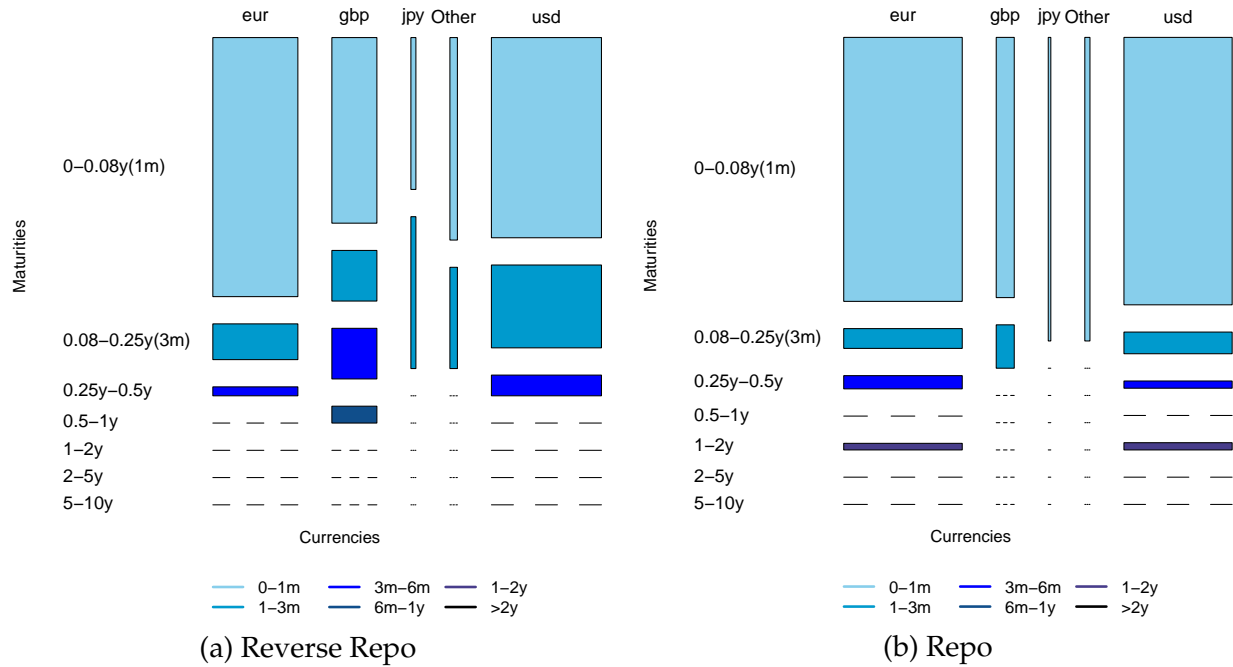 eur gbp jpy Other usd
0–0.08y(1m)
0.08–0.25y(3m)
0.25y–0.5y
0.5–1y
1–2y
2–5y
5–10y
Maturities
Currencies
0–1m 3m–6m 1–2y
1–3m 6m–1y >2y
(a) Reverse Repo
eur gbp jpy Other usd
0–0.08y(1m)
0.08–0.25y(3m)
0.25y–0.5y
0.5–1y
1–2y
2–5y
5–10y
Maturities
Currencies
0–1m 3m–6m 1–2y
1–3m 6m–1y >2y
(b) Repo